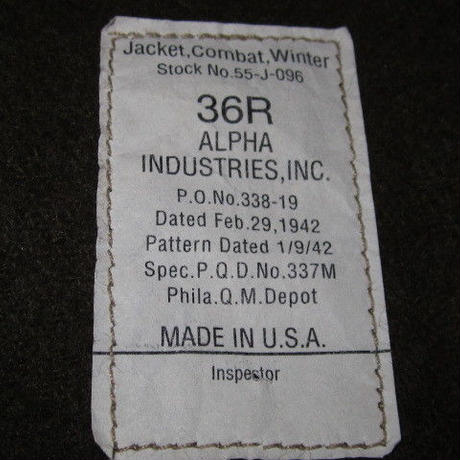 Jacket,Combat,Winter
Stock No.55-J-096
36R
ALPHA
INDUSTRIES,INC.
P.O.No.338-19
Dated Feb.29,1942
Pattern Dated 1/9/42
Spec.P.Q.D.No.337M
Phila.Q.M.Depot
MADE IN U.S.A.
Inspector